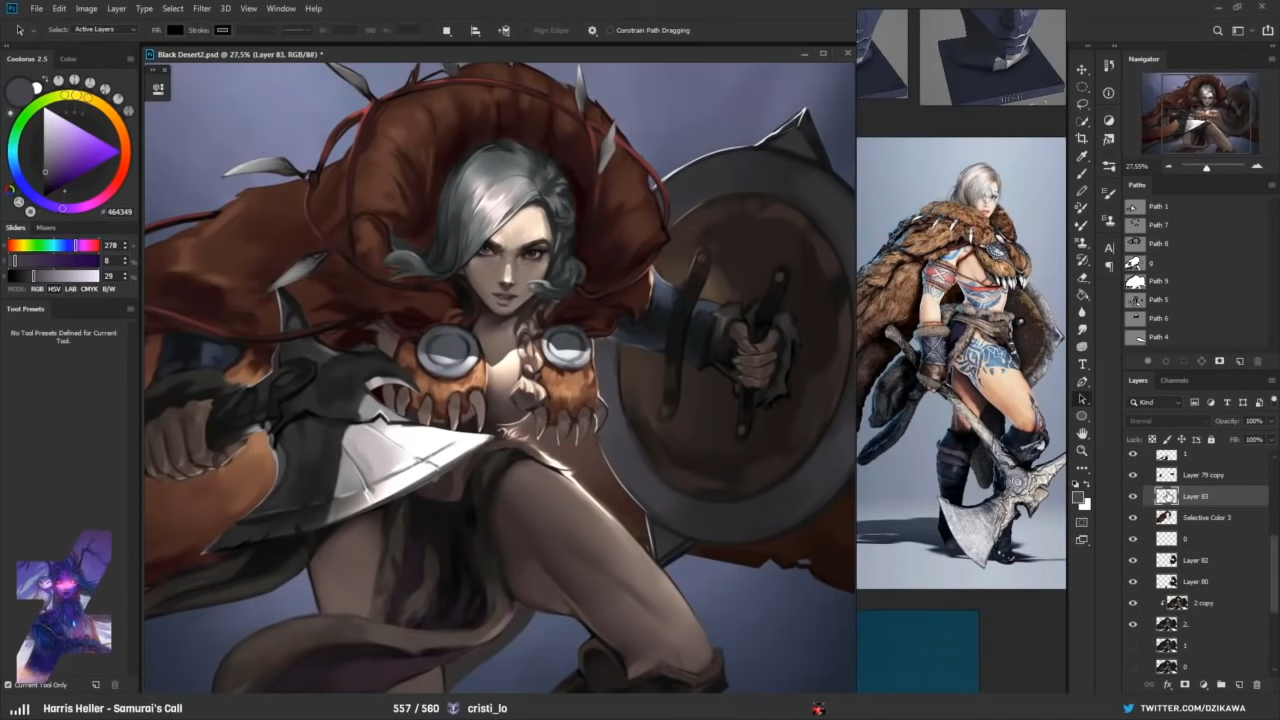 Ps File Edit Image Layer Type Select Filter 3D View Window Help
Select: Active Layers Fill: Stroke: Align Edges Constrain Path Dragging
Coolorus 2.5 Color
Black Desert2.psd @ 27,5% (Layer 83, RGB/8#) *
# 464349
Sliders Mixers
270
8
29
MODE: RGB HSV LAB CMYK B/W
Tool Presets
No Tool Presets Defined for Current
Tool.
Current Tool Only
Navigator
27.55%
Paths
Path 1
Path 7
Path 8
g
Path 9
Path 5
Path 6
Path 4
Layers Channels
Kind
Normal Opacity: 100%
Lock: Fill: 100%
1
Layer 79 copy
Layer 83
Selective Color 3
0
Layer 82
Layer 80
2 copy
2.
1
0
Harris Heller - Samurai's Call 557 / 560 cristi_lo TWITTER.COM/DZIKAWA